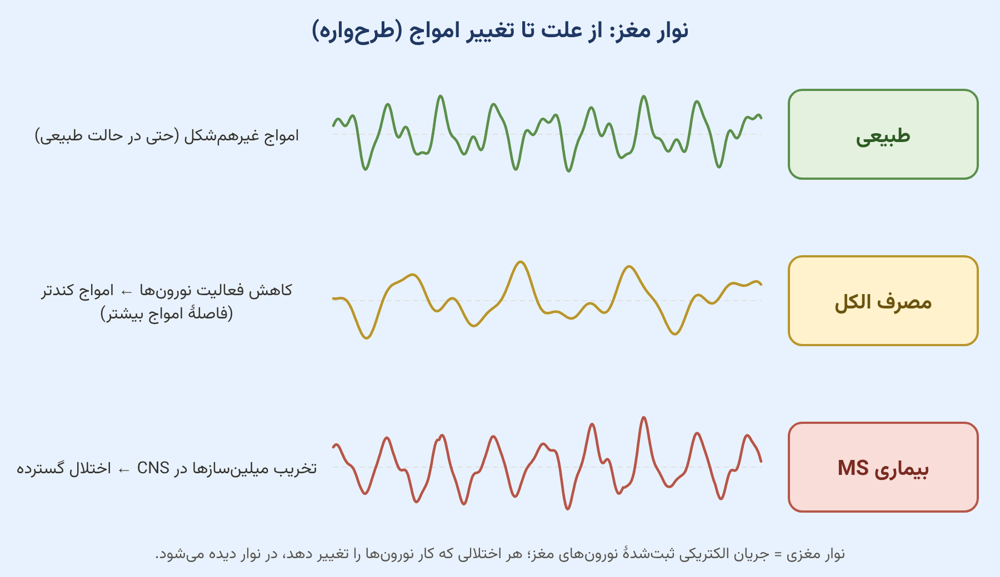 نوار مغز: از علت تا تغییر امواج (طرح‌واره)
طبیعی
امواج غیرهم‌شکل (حتی در حالت طبیعی)
مصرف الکل
کاهش فعالیت نورون‌ها ← امواج کندتر
(فاصلهٔ امواج بیشتر)
بیماری MS
تخریب میلین‌سازها در CNS ← اختلال گسترده
نوار مغزی = جریان الکتریکی ثبت‌شدهٔ نورون‌های مغز؛ هر اختلالی که کار نورون‌ها را تغییر دهد، در نوار دیده می‌شود.